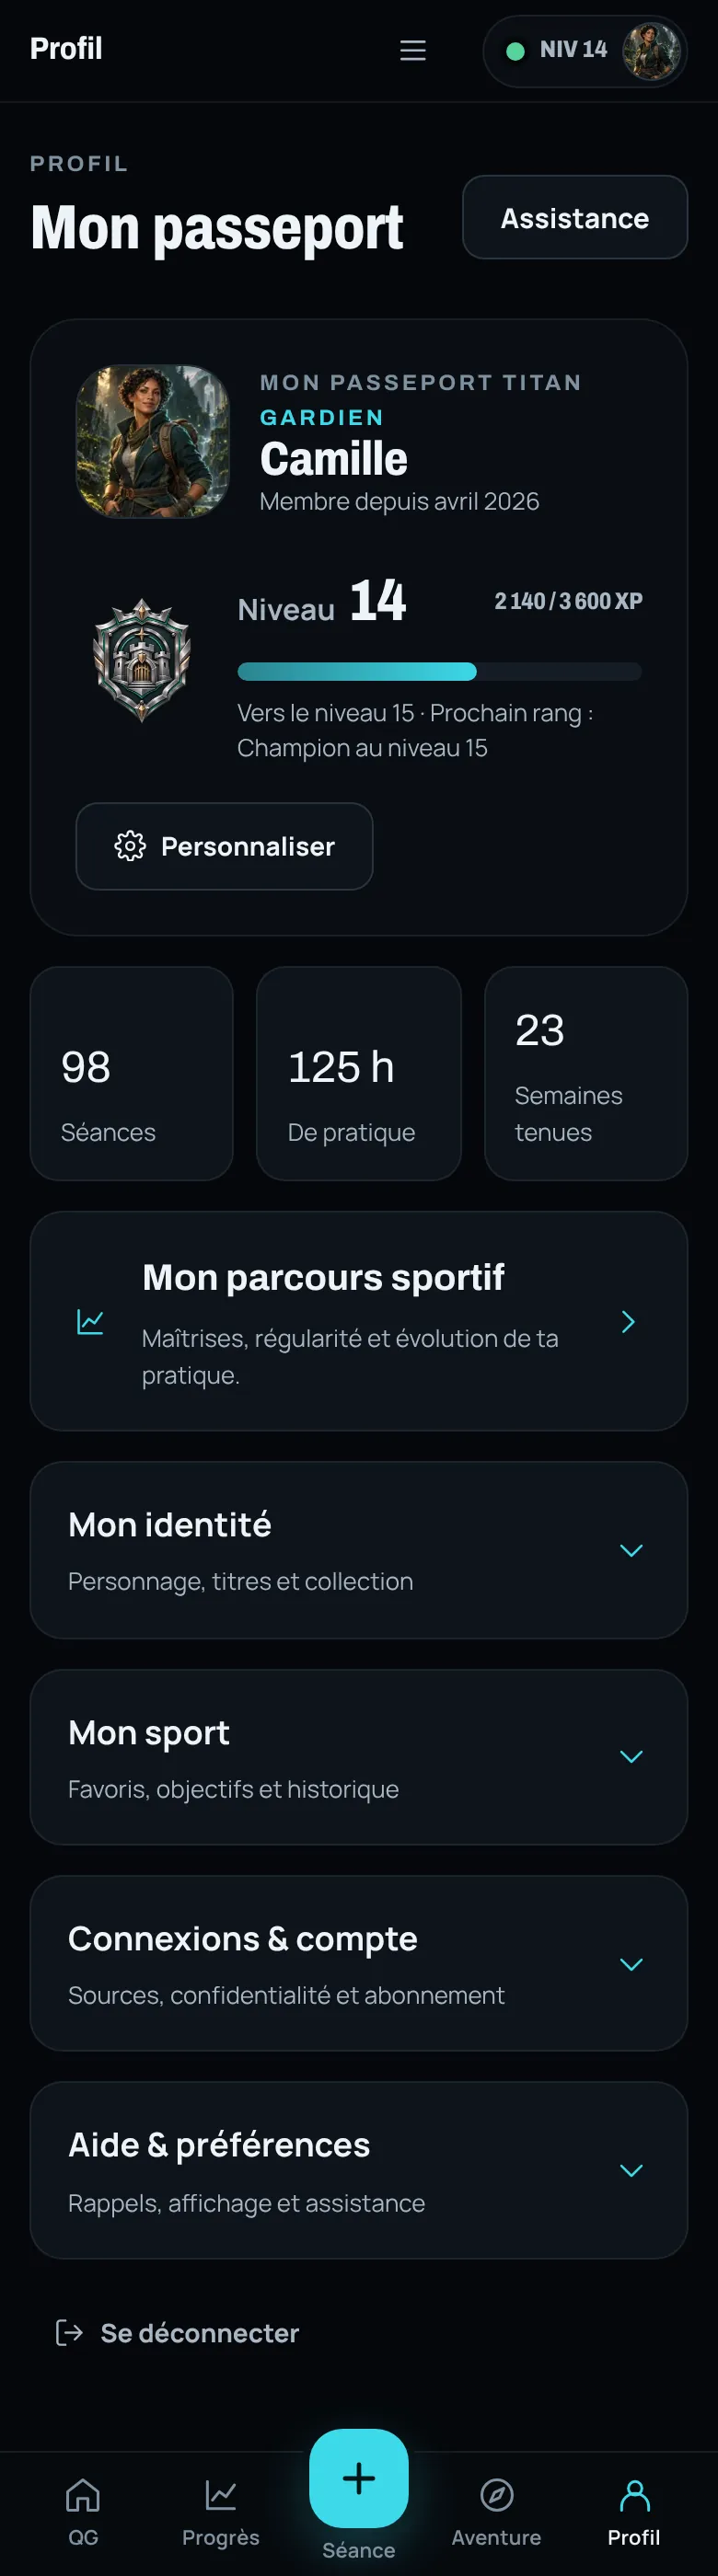 Profil
NIV 14
PROFIL
Mon passeport
Assistance
MON PASSEPORT TITAN
GARDIEN
Camille
Membre depuis avril 2026
Niveau 14
2 140 / 3 600 XP
Vers le niveau 15 · Prochain rang :
Champion au niveau 15
Personnaliser
98
Séances
125 h
De pratique
23
Semaines
tenues
Mon parcours sportif
Maîtrises, régularité et évolution de ta
pratique.
Mon identité
Personnage, titres et collection
Mon sport
Favoris, objectifs et historique
Connexions & compte
Sources, confidentialité et abonnement
Aide & préférences
Rappels, affichage et assistance
Se déconnecter
QG
Progrès
Séance
Aventure
Profil